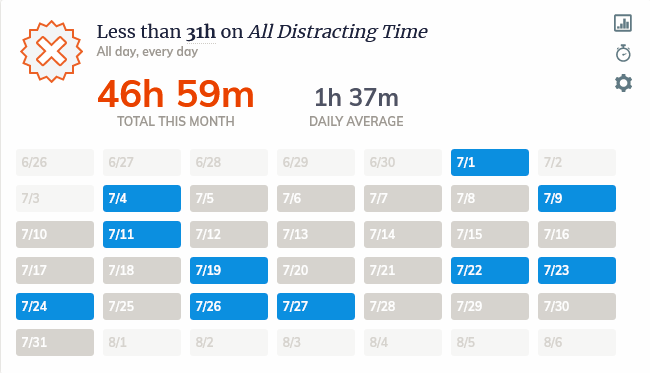 Less than 31h on All Distracting Time
All day, every day
46h 59m 1h 37m
TOTAL THIS MONTH DAILY AVERAGE
6/26 6/27 6/28 6/29 6/30 7/1 7/2
7/3 7/4 7/5 7/6 7/7 7/8 7/9
7/10 7/11 7/12 7/13 7/14 7/15 7/16
7/17 7/18 7/19 7/20 7/21 7/22 7/23
7/24 7/25 7/26 7/27 7/28 7/29 7/30
7/31 8/1 8/2 8/3 8/4 8/5 8/6